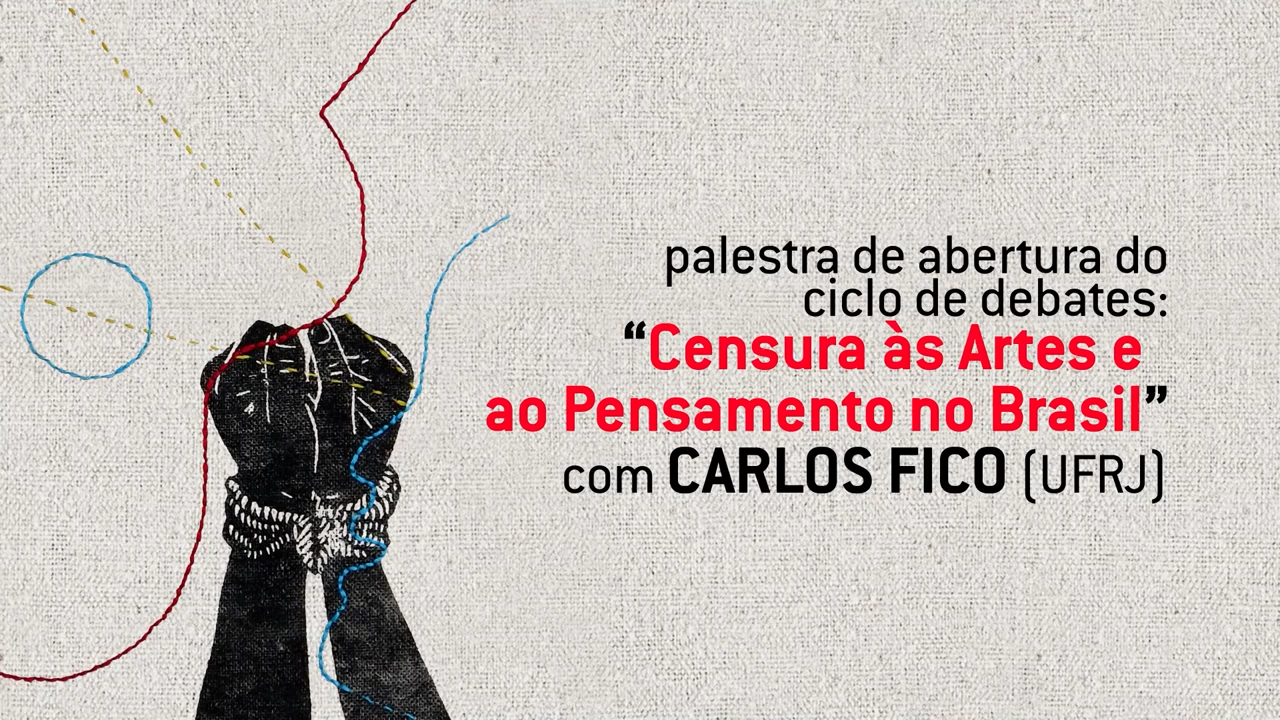 palestra de abertura do
ciclo de debates:
“Censura às Artes e
ao Pensamento no Brasil”
com CARLOS FICO (UFRJ)